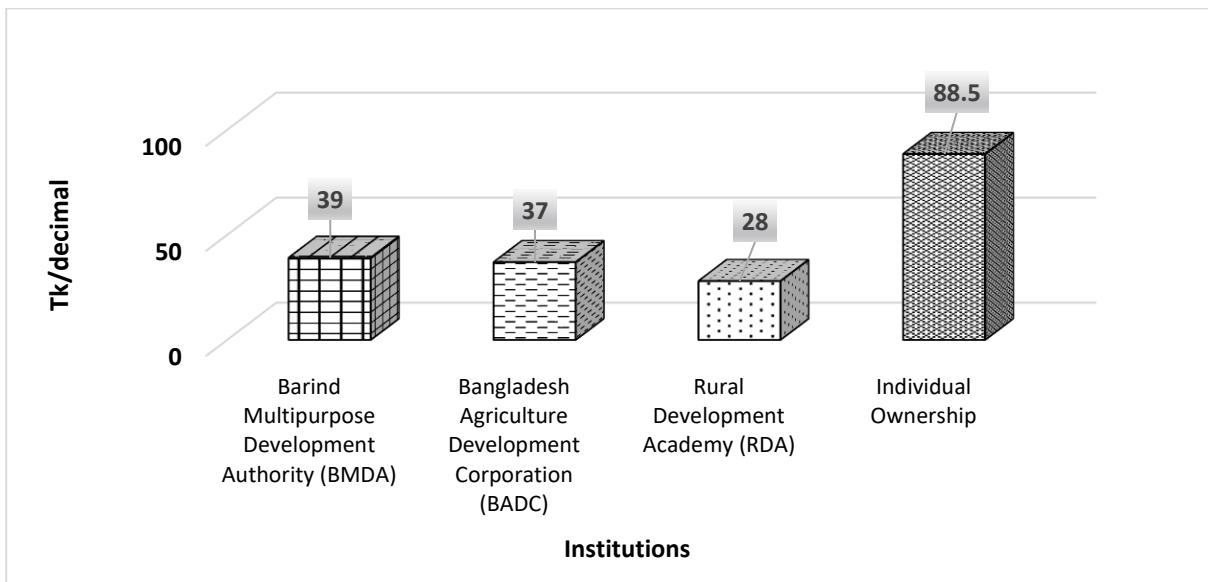 88.5
100
39
37
28
50
0
Tk/decimal
Barind
Multipurpose
Development
Authority (BMDA)
Bangladesh
Agriculture
Development
Corporation
(BADC)
Rural
Development
Academy (RDA)
Individual
Ownership
Institutions